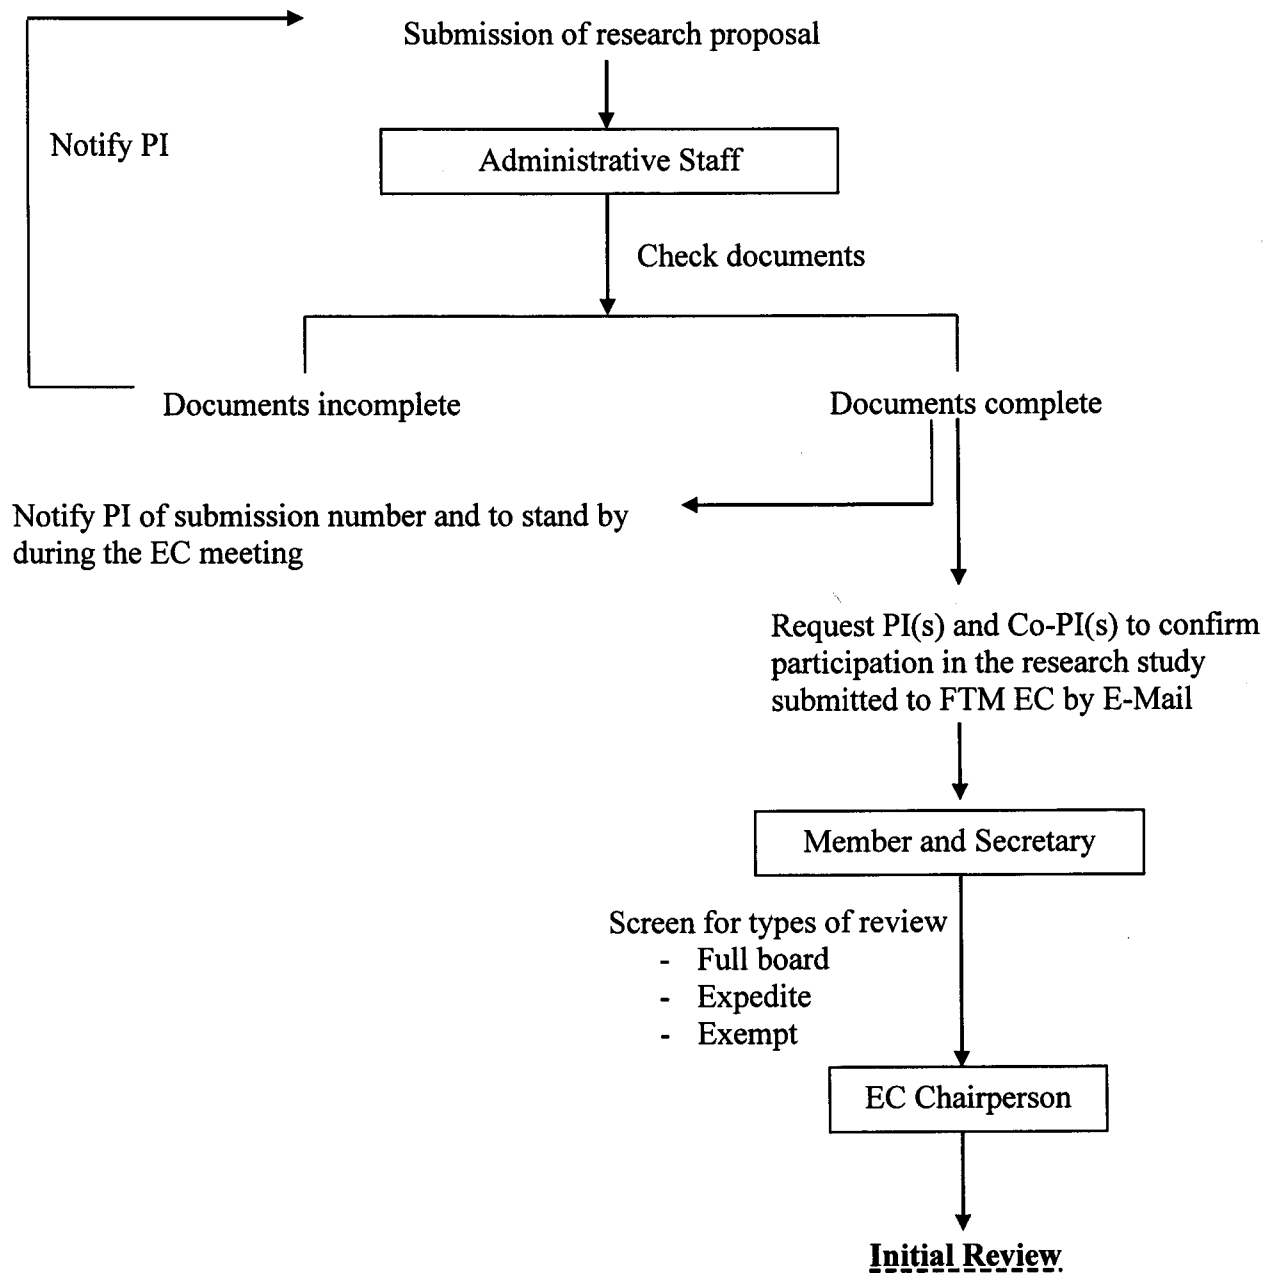 Submission of research proposal
Notify PI
Administrative Staff
Check documents
Documents incomplete
Documents complete
Notify PI of submission number and to stand by
during the EC meeting
Request PI(s) and Co-PI(s) to confirm
participation in the research study
submitted to FTM EC by E-Mail
Member and Secretary
Screen for types of review
- Full board
- Expedite
- Exempt
EC Chairperson
Initial Review